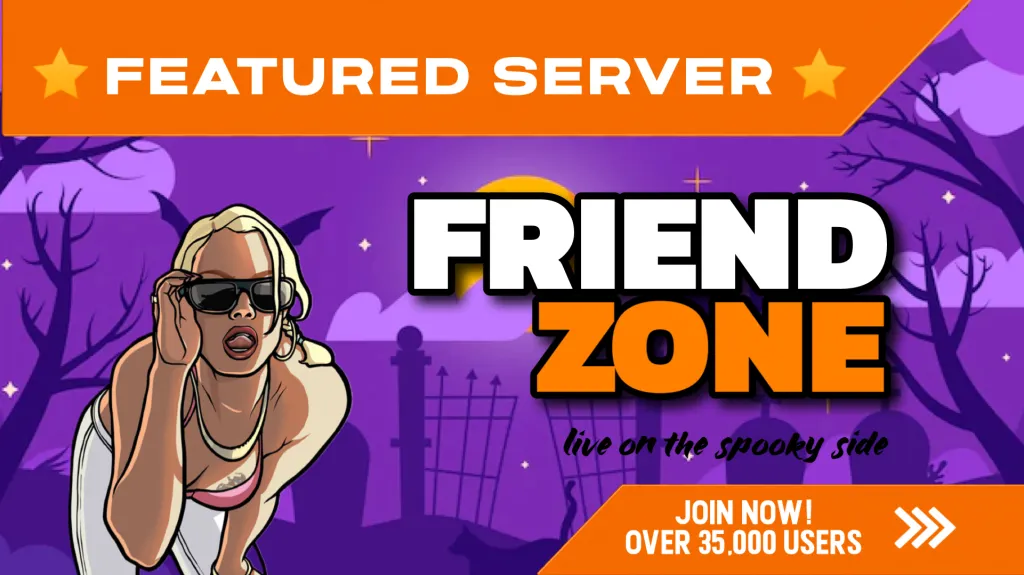 FEATURED SERVER
FRIEND
ZONE
live on the spooky side
JOIN NOW!
OVER 35,000 USERS